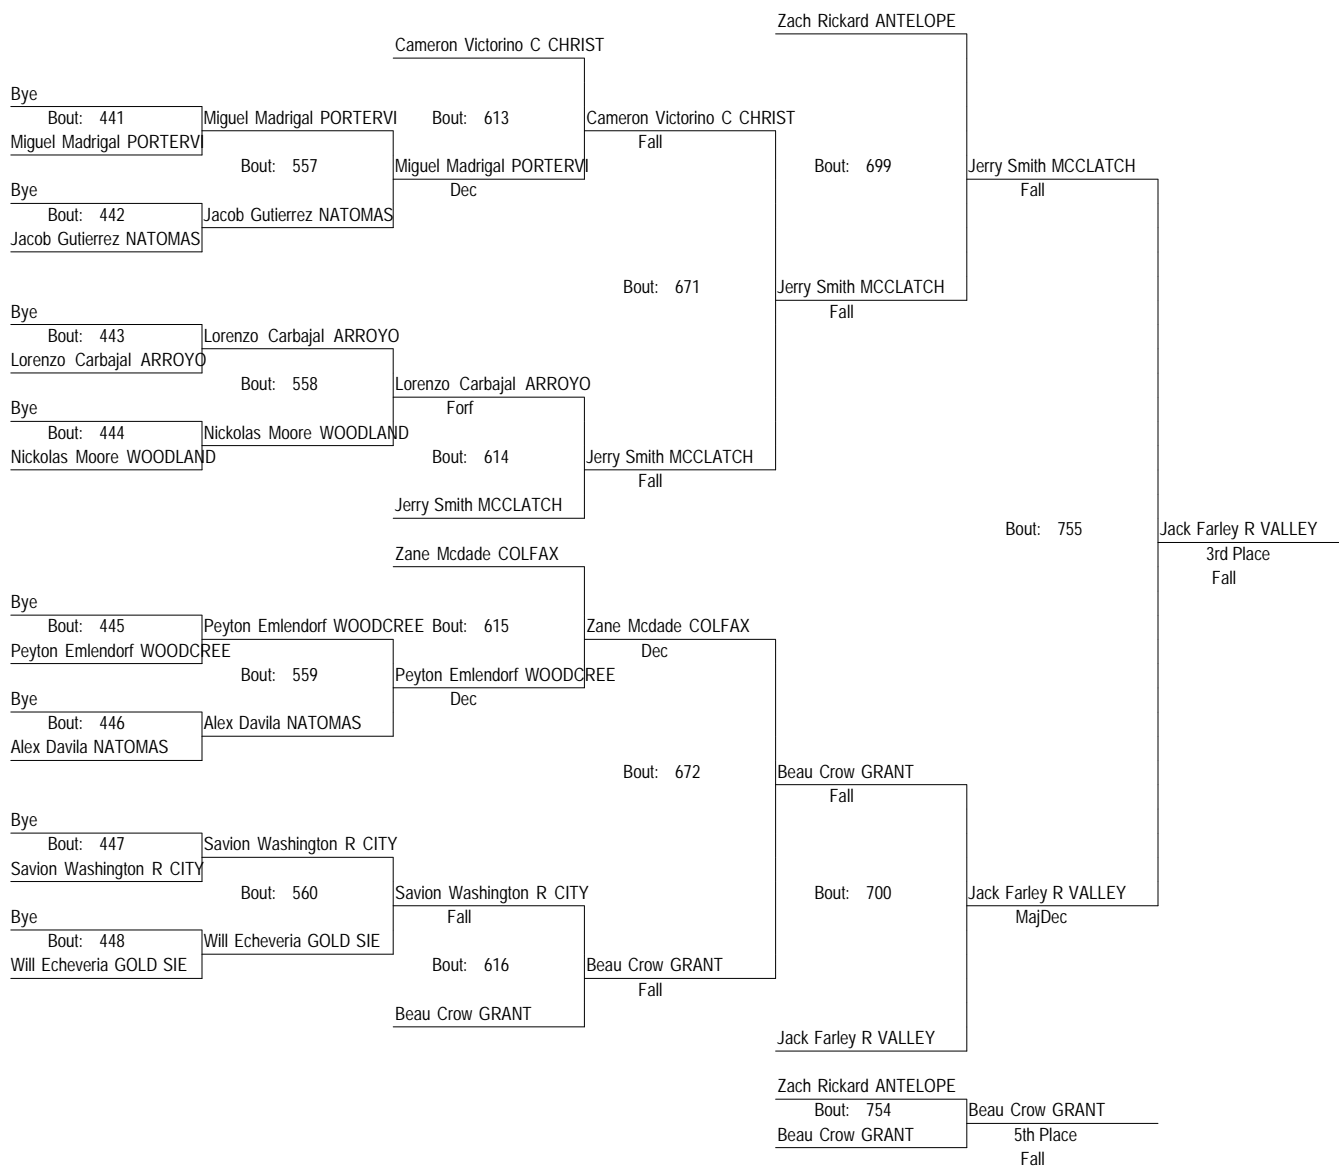 Zach Rickard ANTELOPE
Cameron Victorino C CHRIST
Bye
Bout: 441
Miguel Madrigal PORTERVI
Miguel Madrigal PORTERVI
Bout: 613
Cameron Victorino C CHRIST
Fall
Bout: 557
Miguel Madrigal PORTERVI
Dec
Bout: 699
Jerry Smith MCCLATCH
Fall
Bye
Bout: 442
Jacob Gutierrez NATOMAS
Jacob Gutierrez NATOMAS
Bout: 671
Jerry Smith MCCLATCH
Fall
Bye
Bout: 443
Lorenzo Carbajal ARROYO
Lorenzo Carbajal ARROYO
Bout: 558
Lorenzo Carbajal ARROYO
Forf
Bye
Bout: 444
Nickolas Moore WOODLAND
Nickolas Moore WOODLAND
Bout: 614
Jerry Smith MCCLATCH
Fall
Jerry Smith MCCLATCH
Bout: 755
Jack Farley R VALLEY
3rd Place
Fall
Zane Mcdade COLFAX
Bye
Bout: 445
Peyton Emlendorf WOODCREE
Peyton Emlendorf WOODCREE
Bout: 615
Zane Mcdade COLFAX
Dec
Bout: 559
Peyton Emlendorf WOODCREE
Dec
Bye
Bout: 446
Alex Davila NATOMAS
Alex Davila NATOMAS
Bout: 672
Beau Crow GRANT
Fall
Bye
Bout: 447
Savion Washington R CITY
Savion Washington R CITY
Bout: 560
Savion Washington R CITY
Fall
Bout: 700
Jack Farley R VALLEY
MajDec
Bye
Bout: 448
Will Echeveria GOLD SIE
Will Echeveria GOLD SIE
Bout: 616
Beau Crow GRANT
Fall
Beau Crow GRANT
Jack Farley R VALLEY
Zach Rickard ANTELOPE
Bout: 754
Beau Crow GRANT
Beau Crow GRANT
5th Place
Fall